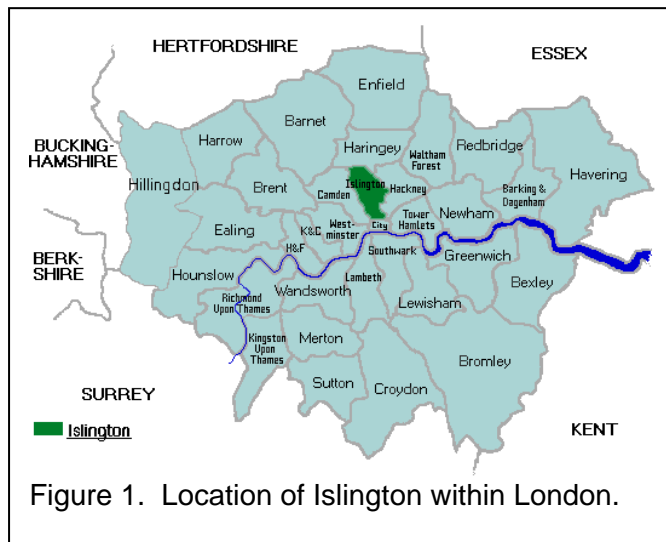 HERTFORDSHIRE
ESSEX
Enfield
Barnet
Harrow
Haringey
Waltham
Forest
Redbridge
BUCKING-
HAMSHIRE
Hillingdon
Havering
Brent
Camden
Islington
Hackney
Barking &
Dagenham
Ealing
K&C
West-
minster
City
Tower
Hamlets
Newham
BERK-
SHIRE
H&F
Southwark
Greenwich
Hounslow
Richmond
Upon Thames
Wandsworth
Lambeth
Bexley
Lewisham
Kingston
Upon
Thames
Merton
Bromley
Sutton
Croydon
SURREY
KENT
Islington
Figure 1. Location of Islington within London.